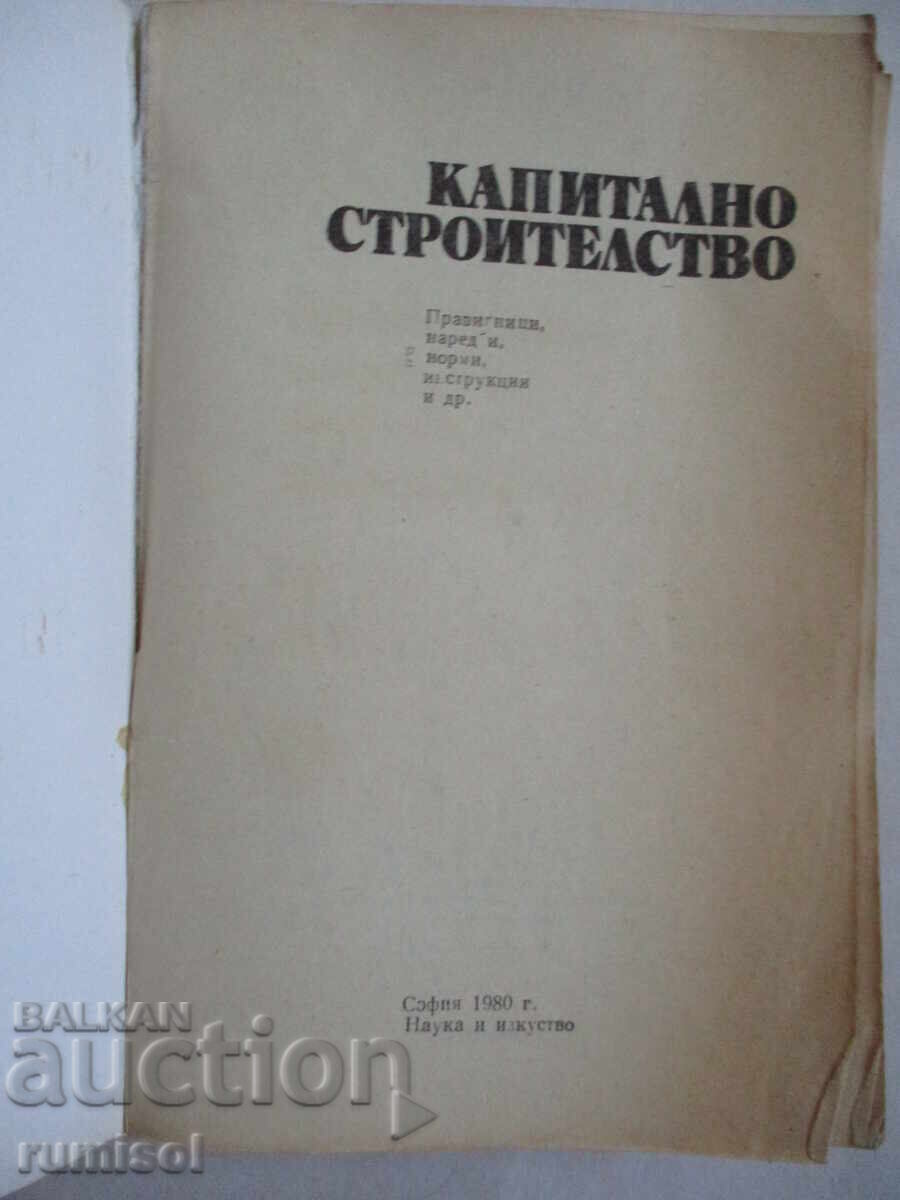 КАПИТАЛНО
СТРОИТЕЛСТВО
Правилници,
наредби,
норми,
инструкции
и др.
София 1980 г.
Наука и изкуство
BALKAN
auction
rumisol